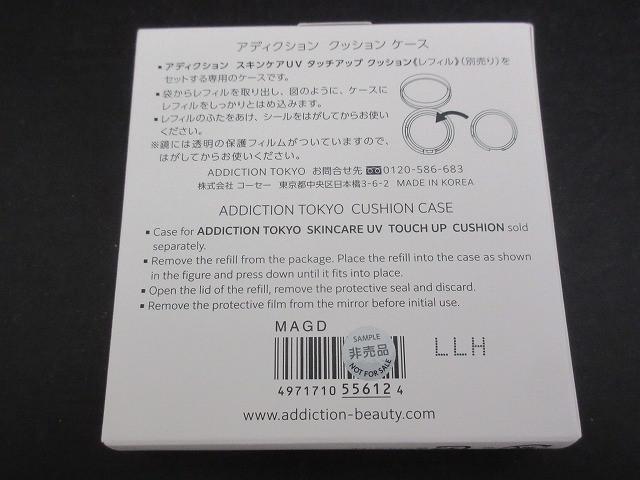 アディクション クッション ケース
▪アディクション スキンケアUV タッチアップ クッション《レフィル》(別売り)を
セットする専用のケースです。
▪袋からレフィルを取り出し、図のように、ケースに
レフィルをしっかりとはめ込みます。
▪レフィルのふたをあけ、シールをはがしてからお使い
ください。
※鏡には透明の保護フィルムがついていますので、
はがしてからお使いください。
ADDICTION TOKYO お問合せ先 0120-586-683
株式会社 コーセー 東京都中央区日本橋3-6-2 MADE IN KOREA
ADDICTION TOKYO CUSHION CASE
▪ Case for ADDICTION TOKYO SKINCARE UV TOUCH UP CUSHION sold
separately.
▪ Remove the refill from the package. Place the refill into the case as shown
in the figure and press down until it fits into place.
▪ Open the lid of the refill, remove the protective seal and discard.
▪ Remove the protective film from the mirror before initial use.
MAGD
SAMPLE
非売品
NOT FOR SALE
LLH
4971710 55612 4
www.addiction-beauty.com